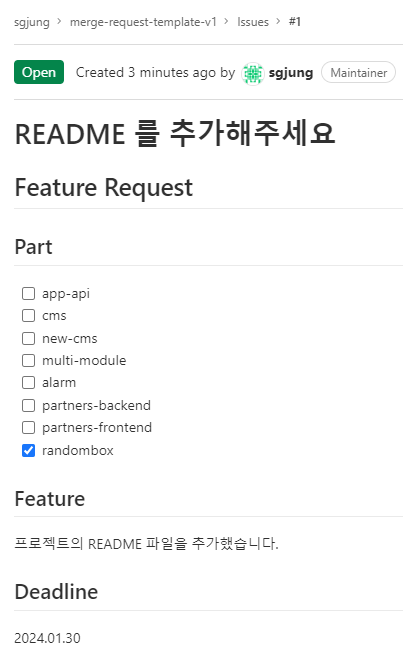 sgjung > merge-request-template-v1 > Issues > #1
Open Created 3 minutes ago by sgjung Maintainer
README 를 추가해주세요
Feature Request
Part
app-api
cms
new-cms
multi-module
alarm
partners-backend
partners-frontend
randombox
Feature
프로젝트의 README 파일을 추가했습니다.
Deadline
2024.01.30